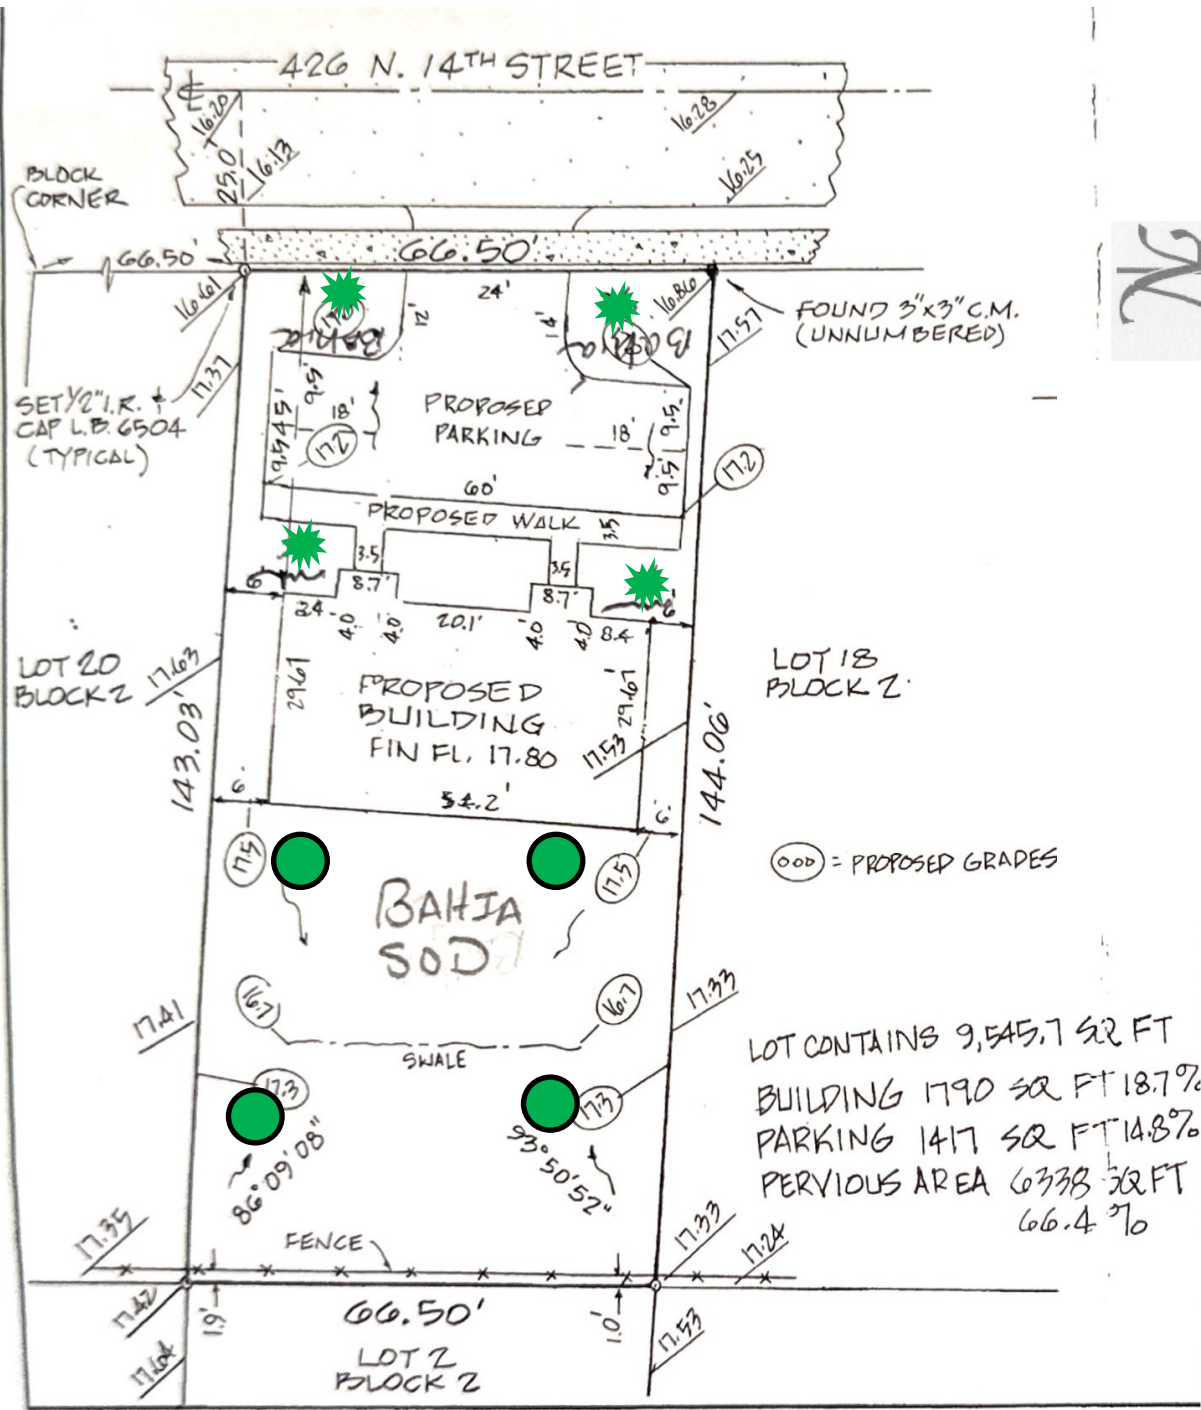 426 N. 14TH STREET
℄
16.20
16.28
25.0'
16.13
16.25
BLOCK
CORNER
66.50'
66.50'
16.61
24'
16.86
FOUND 3"x3" C.M.
(UNNUMBERED)
12'
14'
17.57
Bahia
Bahia
17.37
SET 1/2" I.R. &
CAP L.B. 6504
(TYPICAL)
9.5'
PROPOSED
PARKING
18'
18'
17.2
9.5'
9.5'
17.2
60'
PROPOSED WALK
3.5
3.5
3.5
6'
8.7'
8.7'
6'
4.0
4.0
20.1'
4.0
4.0
8.4
LOT 20
BLOCK 2
17.63
29.67
PROPOSED
BUILDING
FIN FL. 17.80
29.67'
17.53
LOT 18
BLOCK 2
143.03'
144.06'
6'
54.2'
6'
17.5
17.5
000 = PROPOSED GRADES
BAHIA
SOD
16.7
16.7
17.33
17.41
SWALE
17.3
17.3
LOT CONTAINS 9,545.7 SQ FT
BUILDING 1790 SQ FT 18.7%
PARKING 1417 SQ FT 14.8%
PERVIOUS AREA 6338 SQ FT
66.4%
86°09'08"
93°50'52"
17.35
FENCE
17.33
17.24
17.42
1.9'
66.50'
1.0'
17.53
17.64
LOT 2
BLOCK 2
N